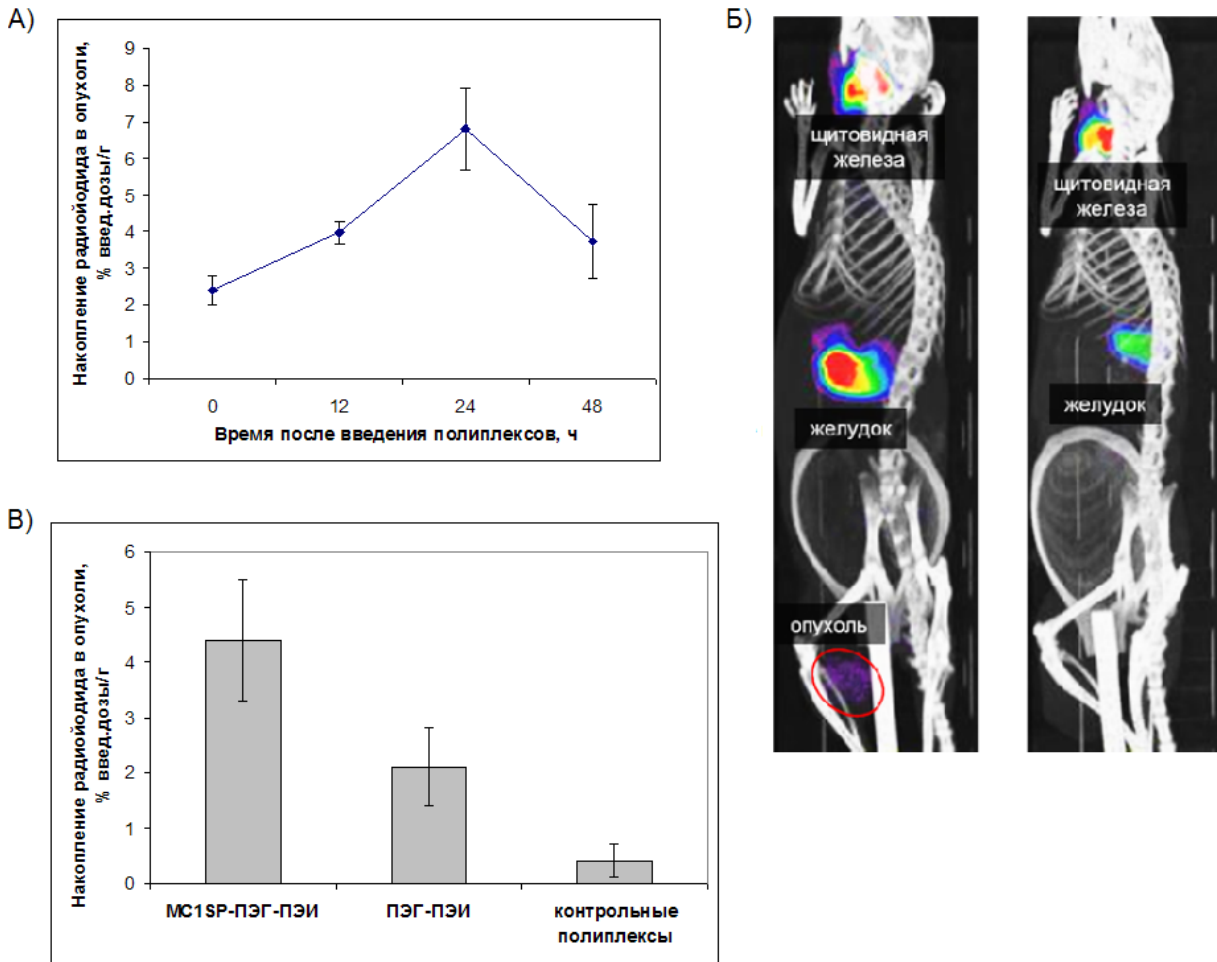 А)
Накопление радиойодида в опухоли,
% введ.дозы/г
9
8
7
6
5
4
3
2
1
0
0 12 24 48
Время после введения полиплексов, ч
Б)
щитовидная
железа
желудок
опухоль
щитовидная
железа
желудок
В)
Накопление радиойодида в опухоли,
% введ.дозы/г
6
5
4
3
2
1
0
MC1SP-ПЭГ-ПЭИ ПЭГ-ПЭИ контрольные
полиплексы